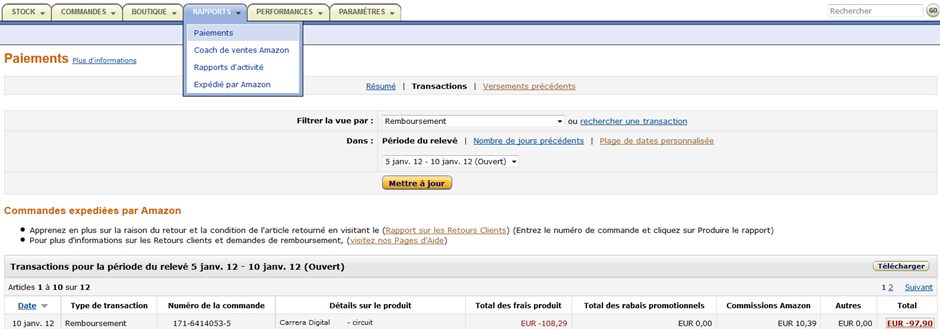 STOCK COMMANDES BOUTIQUE RAPPORTS PERFORMANCES PARAMÈTRES Rechercher GO
Paiements
Coach de ventes Amazon
Rapports d'activité
Expédié par Amazon
Paiements Plus d'informations
Résumé | Transactions | Versements précédents
Filtrer la vue par : Remboursement ou rechercher une transaction
Dans : Période du relevé | Nombre de jours précédents | Plage de dates personnalisée
5 janv. 12 - 10 janv. 12 (Ouvert)
Mettre à jour
Commandes expediées par Amazon
• Apprenez en plus sur la raison du retour et la condition de l'article retourné en visitant le (Rapport sur les Retours Clients) (Entrez le numéro de commande et cliquez sur Produire le rapport)
• Pour plus d'informations sur les Retours clients et demandes de remboursement, (visitez nos Pages d'Aide)
Transactions pour la période du relevé 5 janv. 12 - 10 janv. 12 (Ouvert) Télécharger
Articles 1 à 10 sur 12 1 2 Suivant
Date Type de transaction Numéro de la commande Détails sur le produit Total des frais produit Total des rabais promotionnels Commissions Amazon Autres Total
10 janv. 12 Remboursement 171-6414053-5 Carrera Digital - circuit EUR -108,29 EUR 0,00 EUR 10,39 EUR 0,00 EUR -97,90